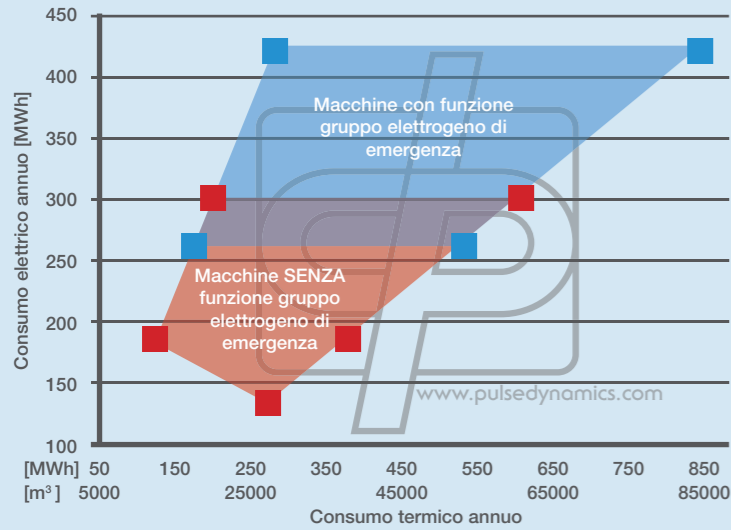 450
400
350
300
250
200
150
100
Consumo elettrico annuo [MWh]
Macchine con funzione
gruppo elettrogeno di
emergenza
Macchine SENZA
funzione gruppo
elettrogeno di
emergenza
www.pulsedynamics.com
[MWh] 50 150 250 350 450 550 650 750 850
[m³] 5000 25000 45000 65000 85000
Consumo termico annuo